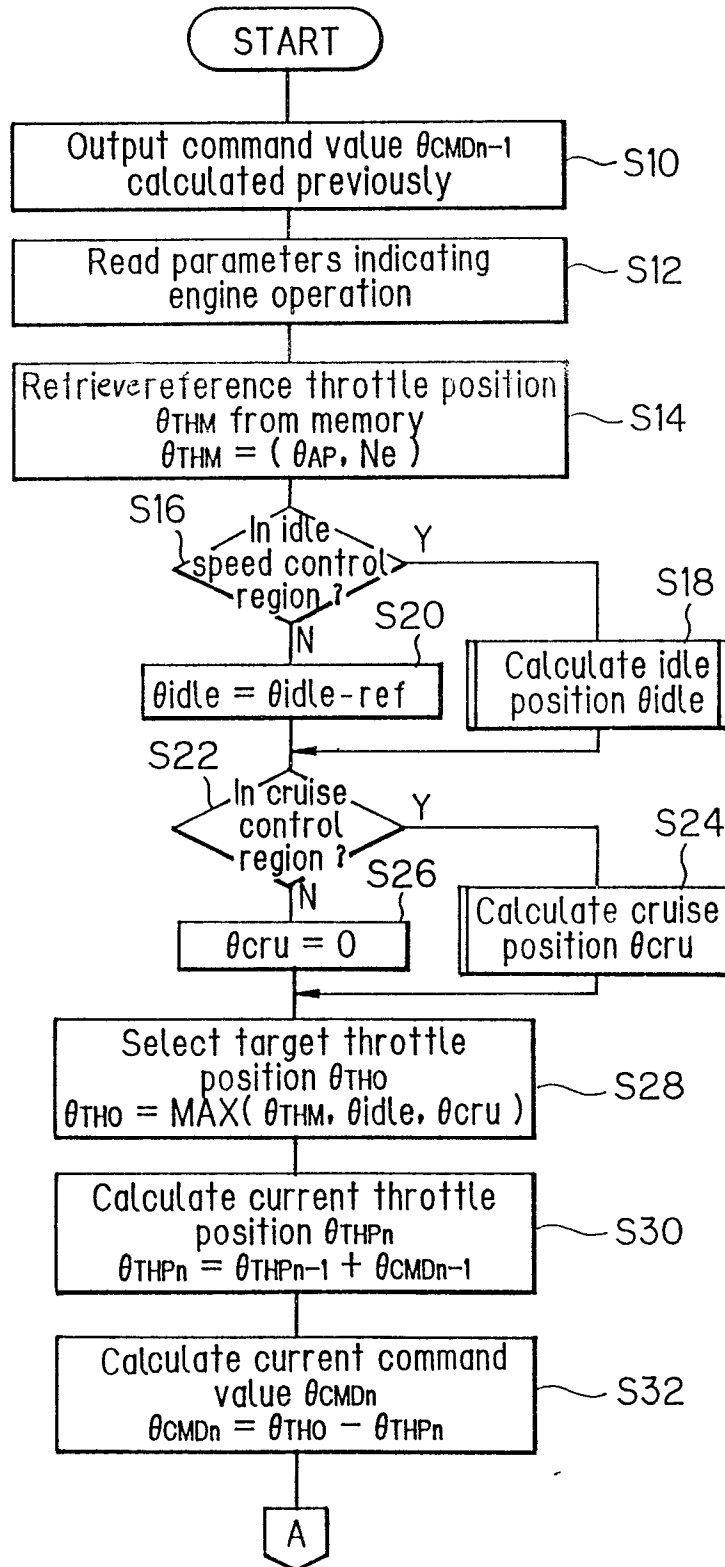 START
Output command value θCMDn-1
calculated previously
S10
Read parameters indicating
engine operation
S12
Retrieve reference throttle position
θTHM from memory
θTHM = ( θAP, Ne )
S14
S16
In idle
speed control
region ?
Y
N
S18
Calculate idle
position θidle
S20
θidle = θidle-ref
S22
In cruise
control
region ?
Y
N
S24
Calculate cruise
position θcru
S26
θcru = 0
Select target throttle
position θTHO
θTHO = MAX( θTHM, θidle, θcru )
S28
Calculate current throttle
position θTHPn
θTHPn = θTHPn-1 + θCMDn-1
S30
Calculate current command
value θCMDn
θCMDn = θTHO − θTHPn
S32
A